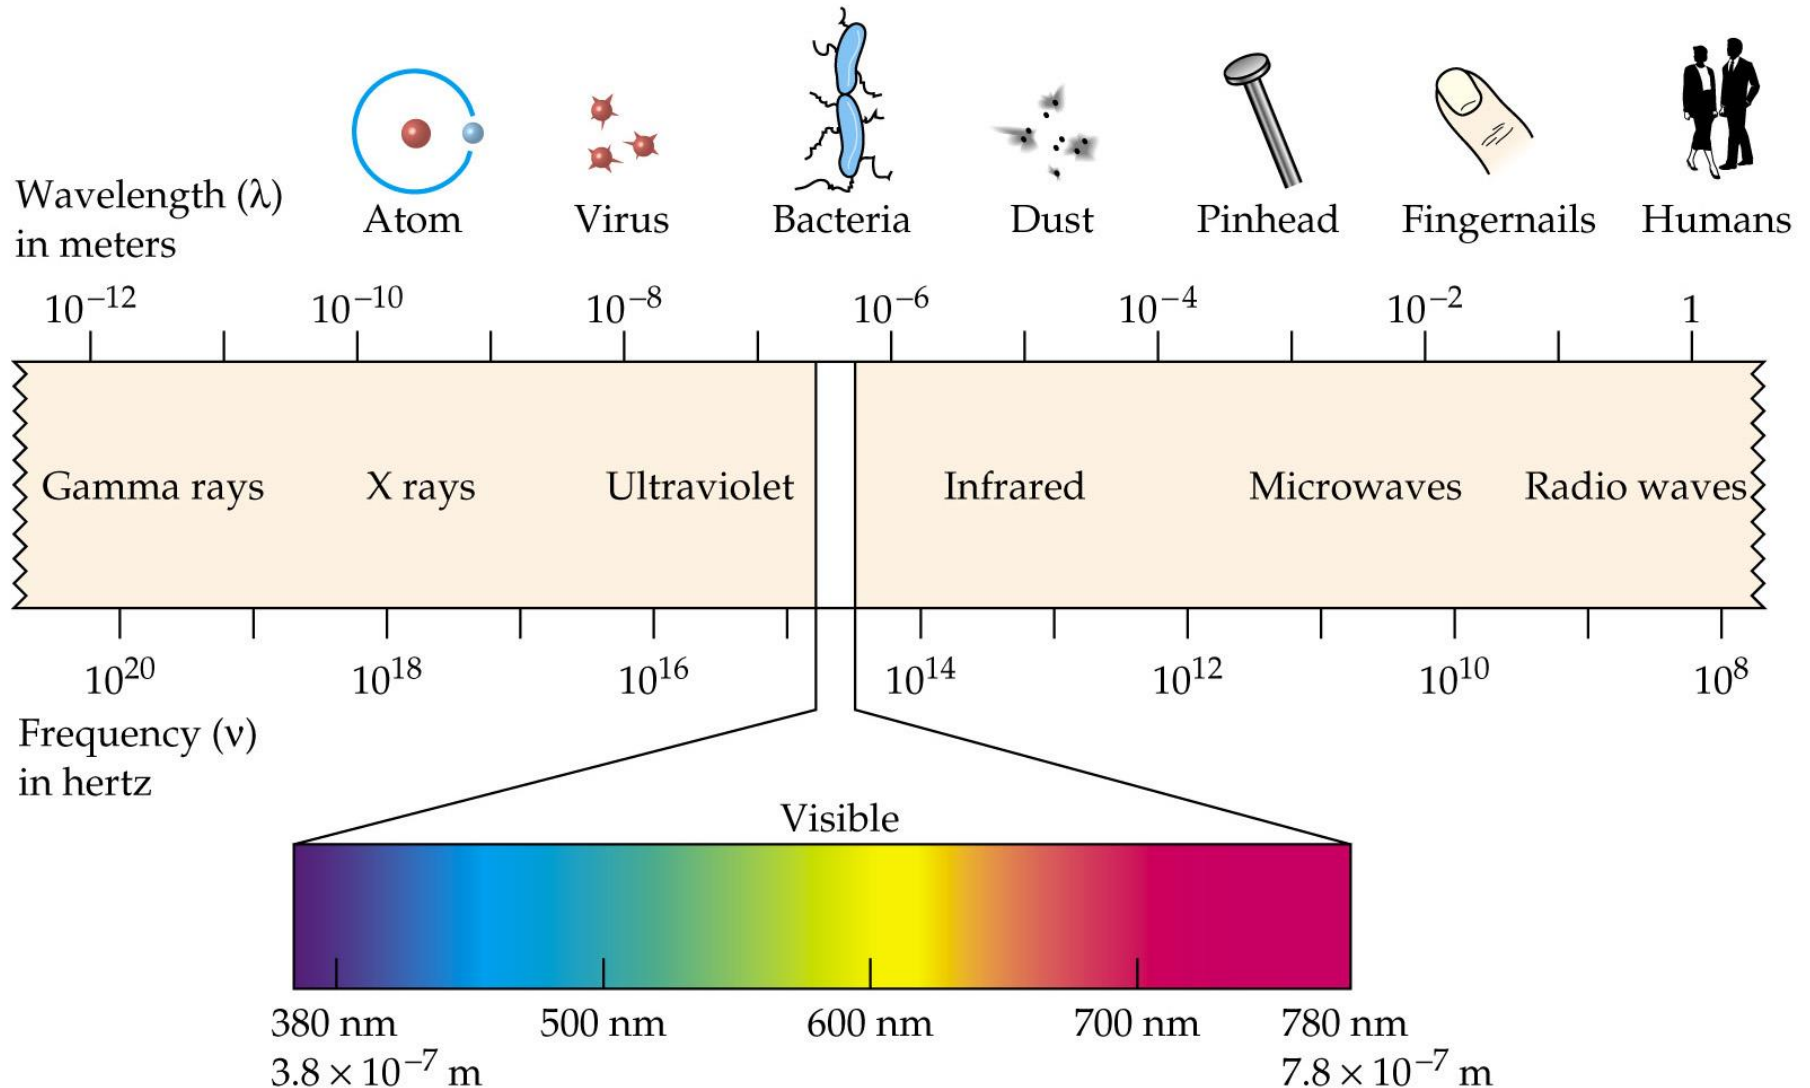 Atom Virus Bacteria Dust Pinhead Fingernails Humans
Wavelength (λ)
in meters
10⁻¹² 10⁻¹⁰ 10⁻⁸ 10⁻⁶ 10⁻⁴ 10⁻² 1
Gamma rays X rays Ultraviolet Infrared Microwaves Radio waves
10²⁰ 10¹⁸ 10¹⁶ 10¹⁴ 10¹² 10¹⁰ 10⁸
Frequency (ν)
in hertz
Visible
380 nm 500 nm 600 nm 700 nm 780 nm
3.8 × 10⁻⁷ m 7.8 × 10⁻⁷ m